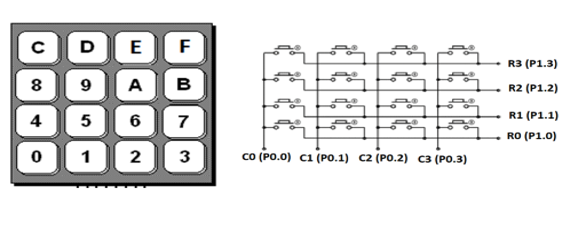 C D E F
8 9 A B
4 5 6 7
0 1 2 3
R3 (P1.3)
R2 (P1.2)
R1 (P1.1)
R0 (P1.0)
C0 (P0.0) C1 (P0.1) C2 (P0.2) C3 (P0.3)